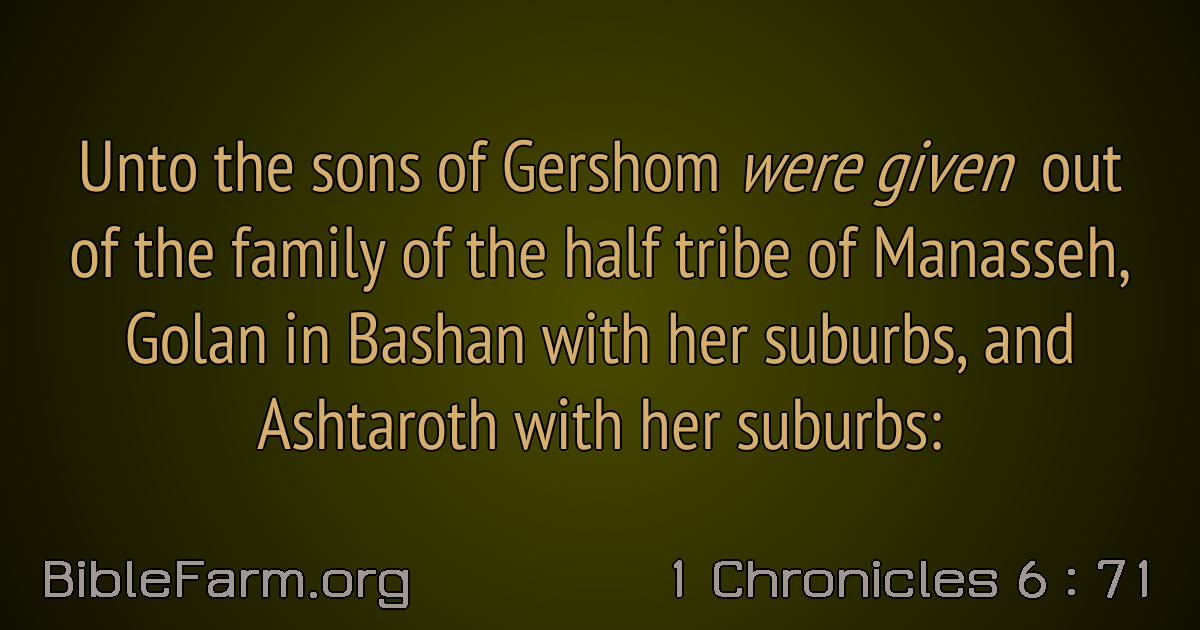 Unto the sons of Gershom were given out
of the family of the half tribe of Manasseh,
Golan in Bashan with her suburbs, and
Ashtaroth with her suburbs:
BibleFarm.org
1 Chronicles 6 : 71